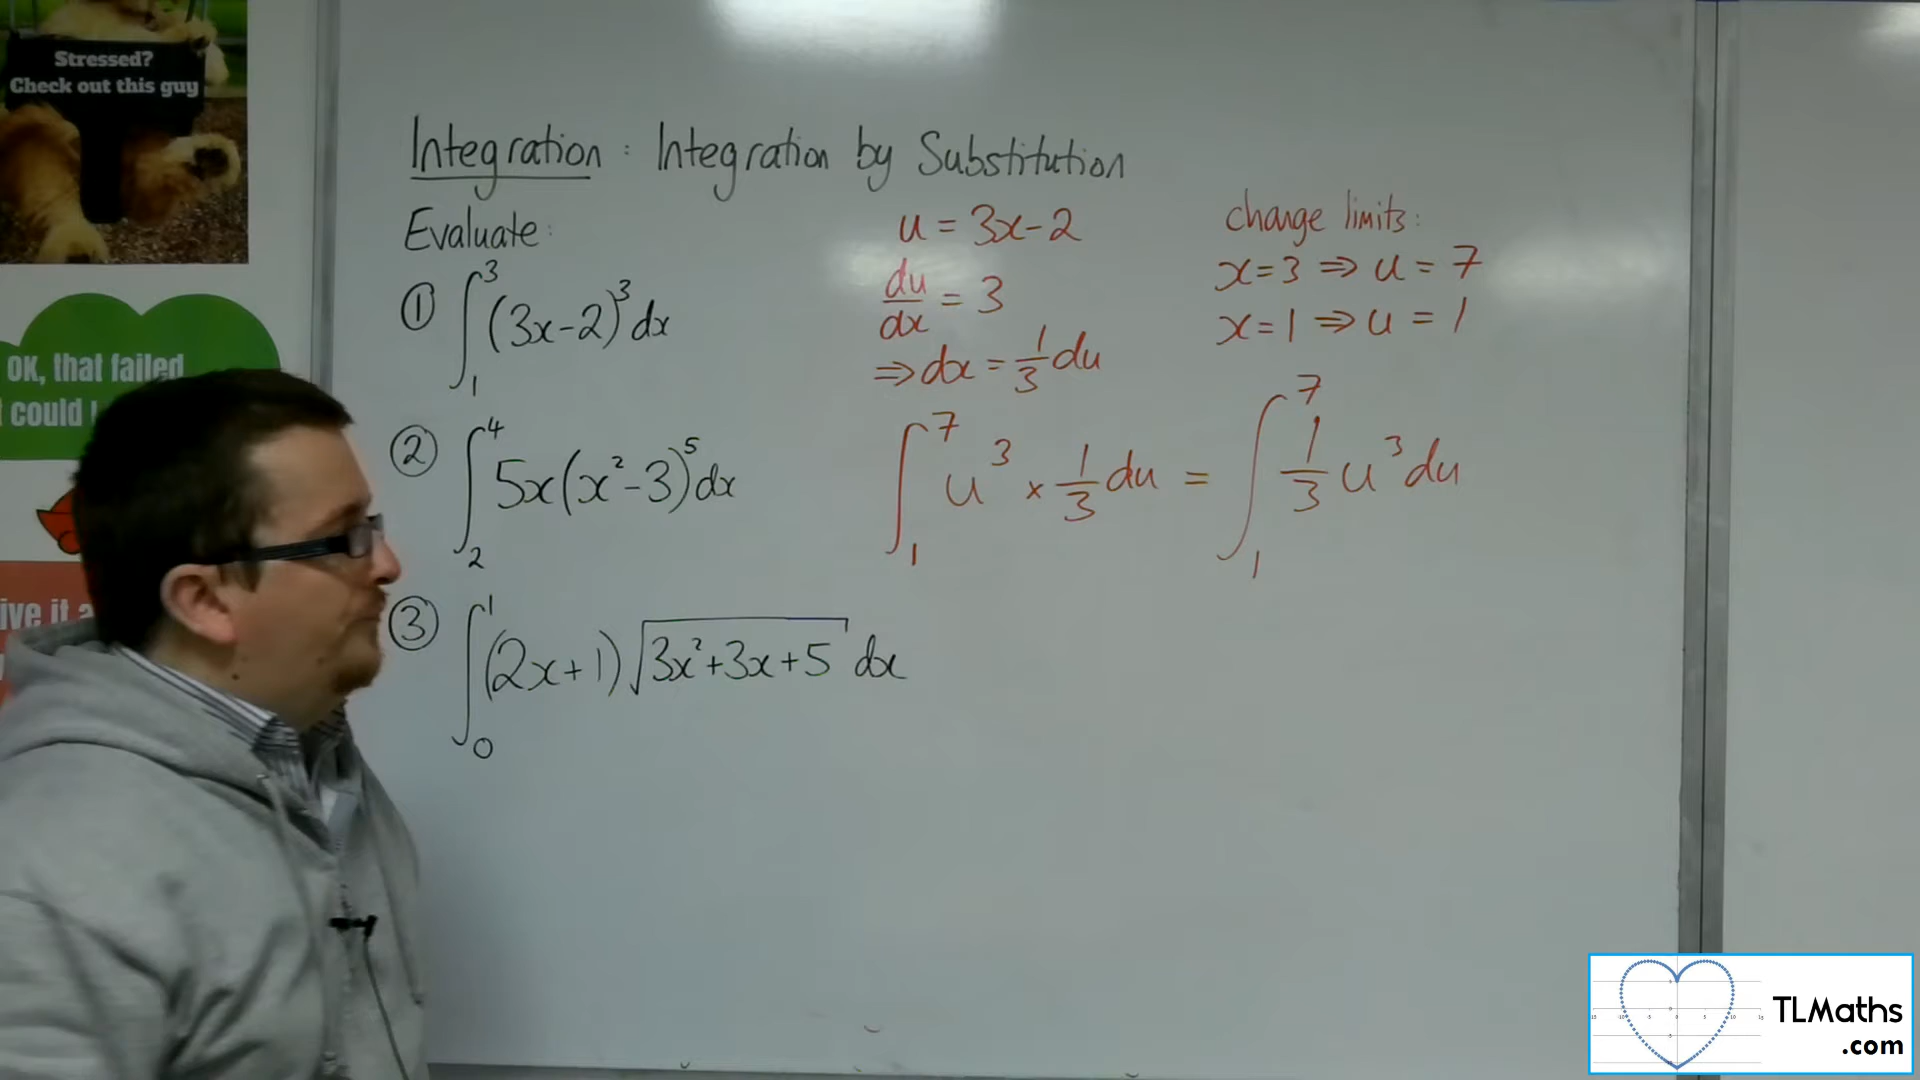 Stressed?
Check out this guy
OK, that failed
could
ive it a
Integration : Integration by Substitution
Evaluate:
① ∫₁³ (3x-2)³ dx
② ∫₂⁴ 5x(x²-3)⁵ dx
③ ∫₀¹ (2x+1)√(3x²+3x+5) dx
u = 3x-2
du/dx = 3
⇒ dx = 1/3 du
change limits:
x=3 ⇒ u = 7
x=1 ⇒ u = 1
∫₁⁷ u³ × 1/3 du = ∫₁⁷ 1/3 u³ du
TLMaths
.com